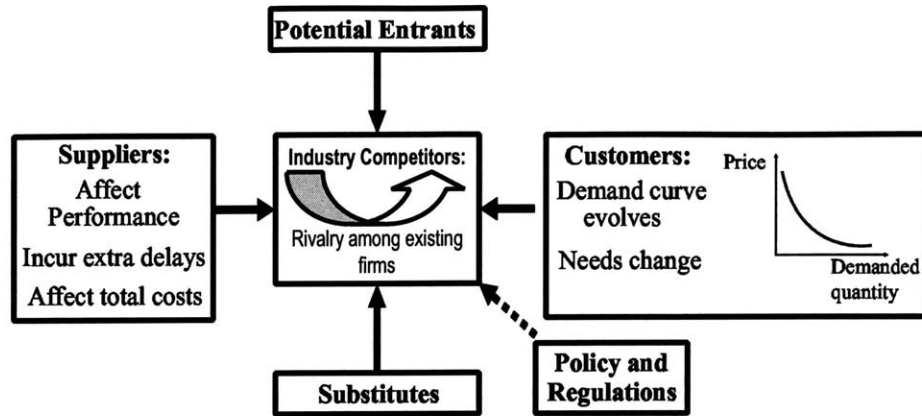 Potential Entrants
Suppliers:
Affect
Performance
Incur extra delays
Affect total costs
Industry Competitors:
Rivalry among existing
firms
Customers:
Demand curve
evolves
Needs change
Price
Demanded
quantity
Substitutes
Policy and
Regulations